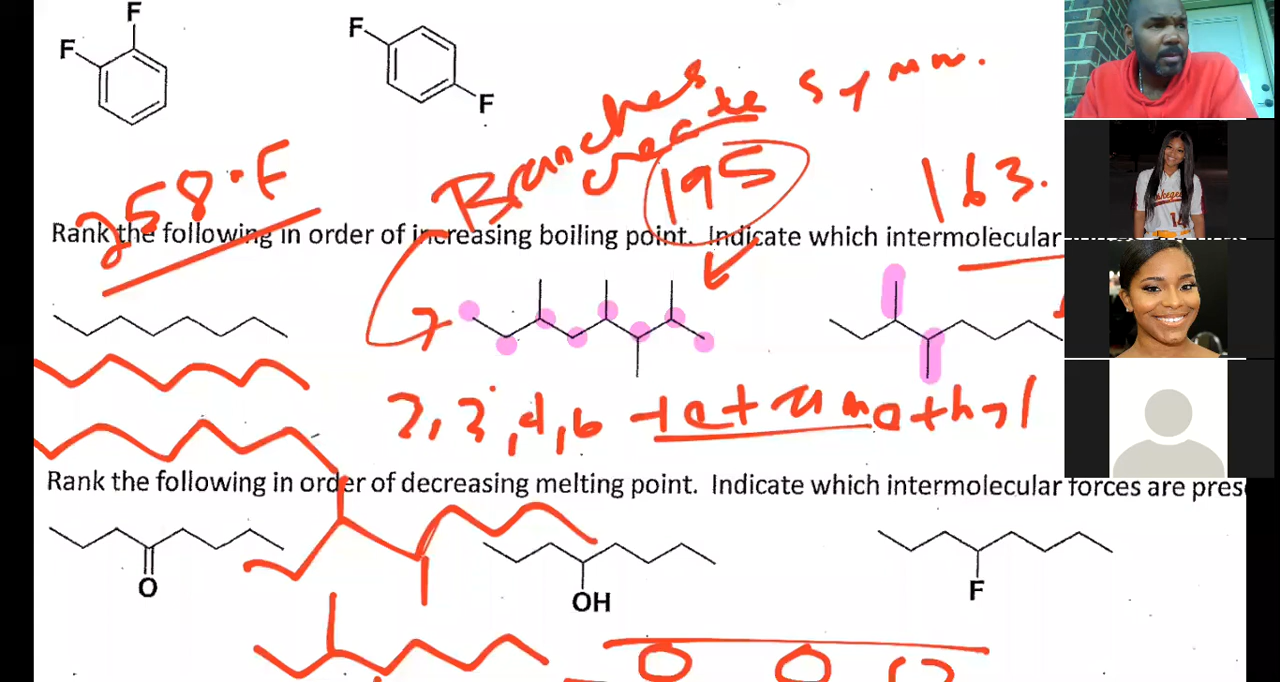 F
F
F
F
Branches
create symm.
195
163.
258°F
Rank the following in order of increasing boiling point. Indicate which intermolecular
7
2,3,4,6 tetramethyl
Rank the following in order of decreasing melting point. Indicate which intermolecular forces are pres
O
OH
F